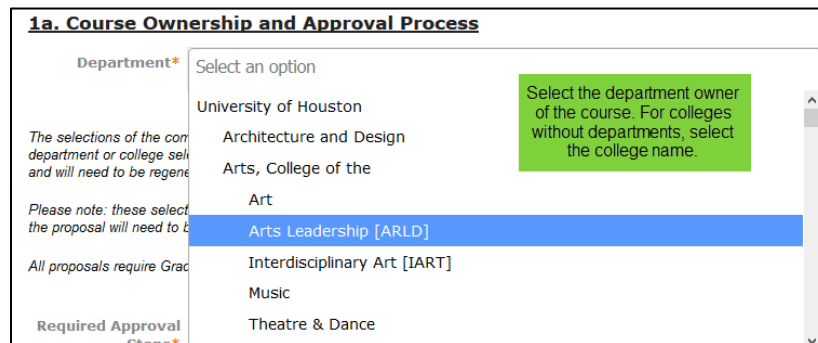 1a. Course Ownership and Approval Process
Department*
Select an option
University of Houston
Architecture and Design
Arts, College of the
Art
Arts Leadership [ARLD]
Interdisciplinary Art [IART]
Music
Theatre & Dance
Select the department owner
of the course. For colleges
without departments, select
the college name.
The selections of the com
department or college sel
and will need to be regene
Please note: these select
the proposal will need to b
All proposals require Grad
Required Approval
Steps*